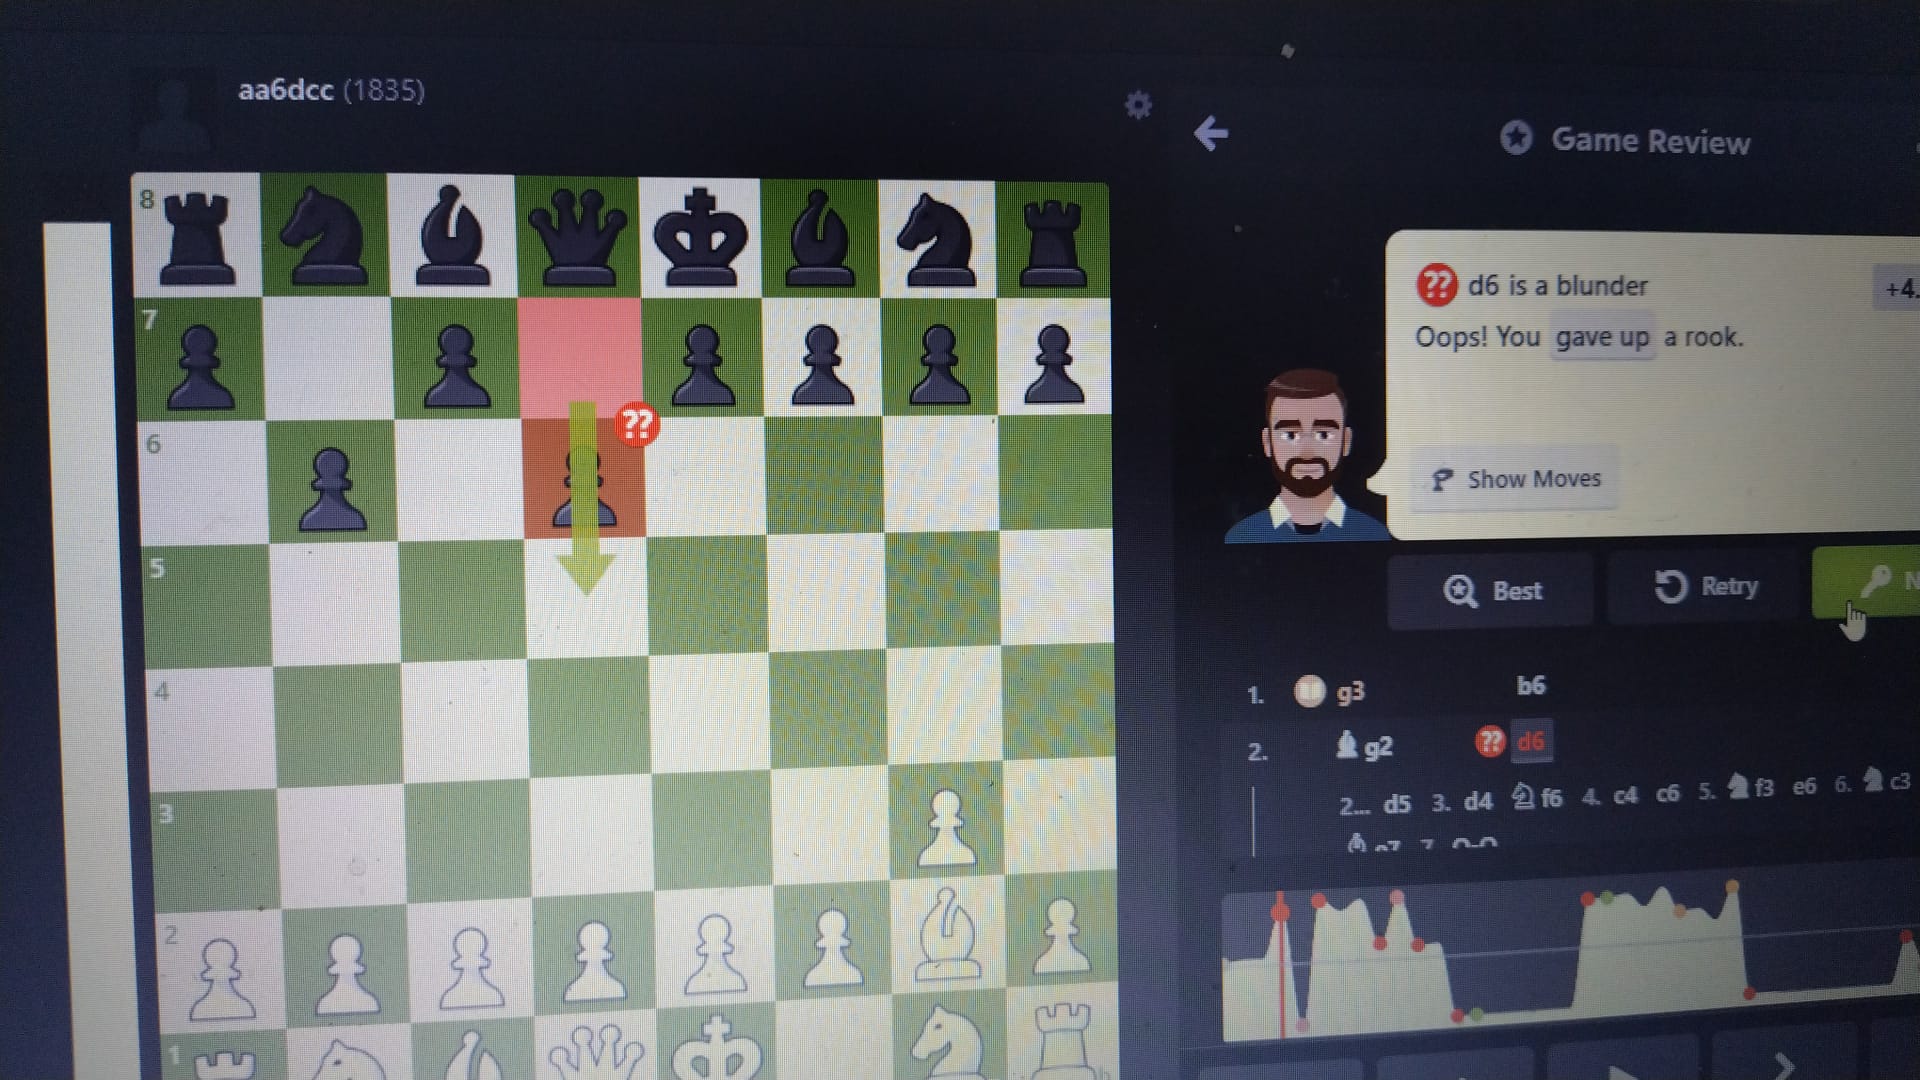 aa6dcc (1835)
Game Review
8
?? d6 is a blunder
+4.
Oops! You gave up a rook.
7
??
6
Show Moves
5
Best
Retry
N
4
1. g3 b6
2. g2 ?? d6
2... d5 3. d4 f6 4. c4 c6 5. f3 e6 6. c3
3
2
1